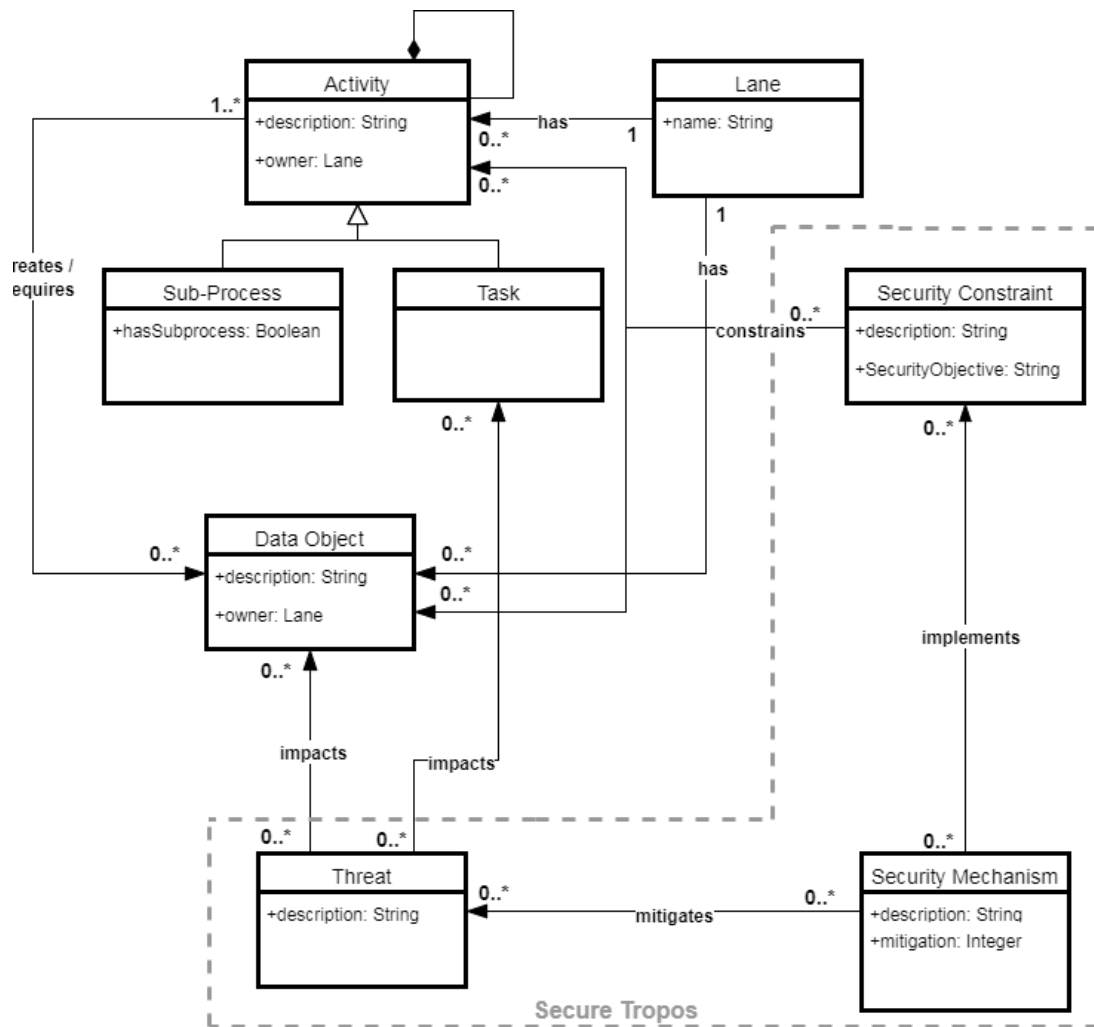 Activity
+description: String
+owner: Lane
Lane
+name: String
1..*
has
0..*
1
0..*
1
reates /
equires
has
Sub-Process
+hasSubprocess: Boolean
Task
Security Constraint
+description: String
+SecurityObjective: String
0..*
constrains
0..*
0..*
Data Object
+description: String
+owner: Lane
0..*
0..*
0..*
0..*
implements
impacts
impacts
0..*
0..*
0..*
Threat
+description: String
Security Mechanism
+description: String
+mitigation: Integer
0..*
0..*
mitigates
Secure Tropos